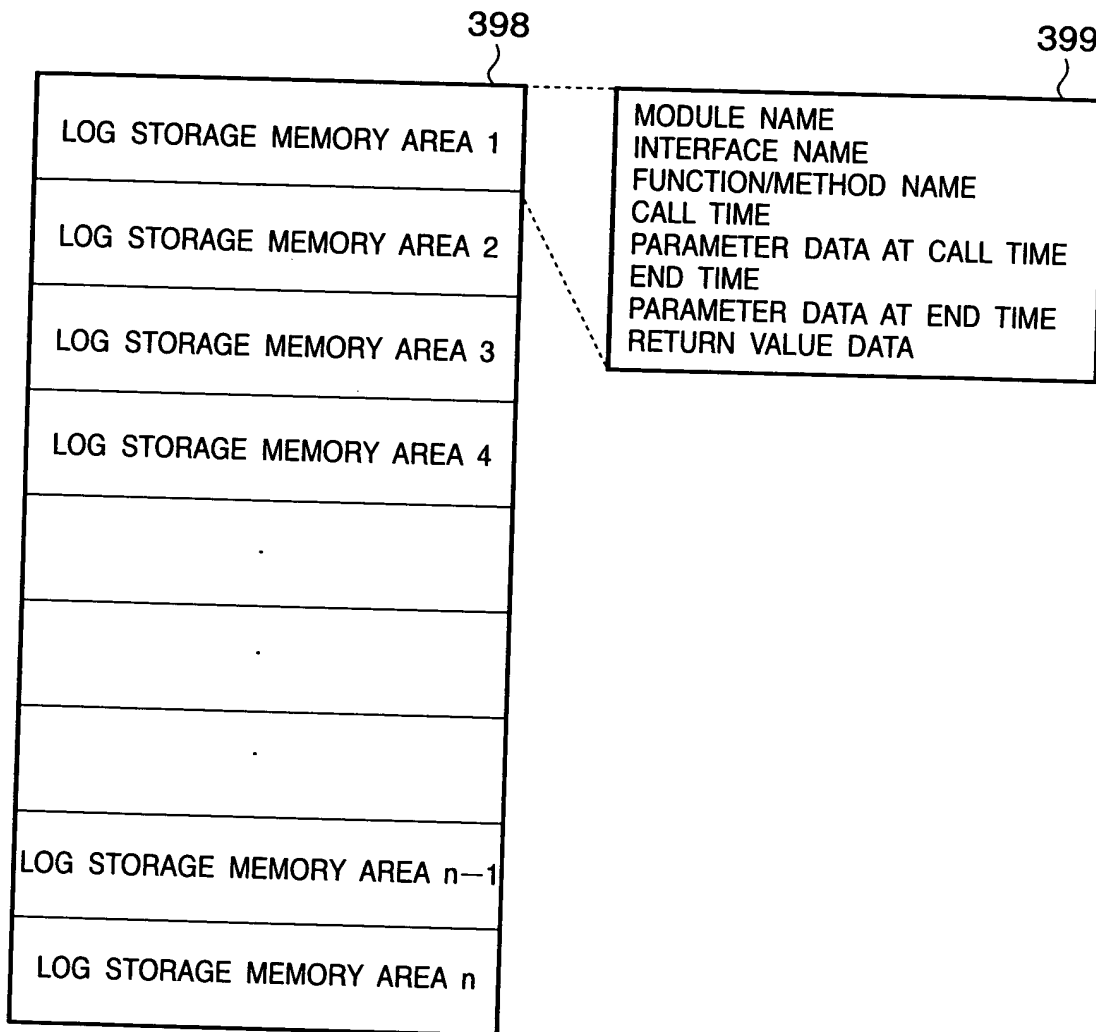 398
399
LOG STORAGE MEMORY AREA 1
LOG STORAGE MEMORY AREA 2
LOG STORAGE MEMORY AREA 3
LOG STORAGE MEMORY AREA 4
.
.
.
LOG STORAGE MEMORY AREA n—1
LOG STORAGE MEMORY AREA n
MODULE NAME
INTERFACE NAME
FUNCTION/METHOD NAME
CALL TIME
PARAMETER DATA AT CALL TIME
END TIME
PARAMETER DATA AT END TIME
RETURN VALUE DATA